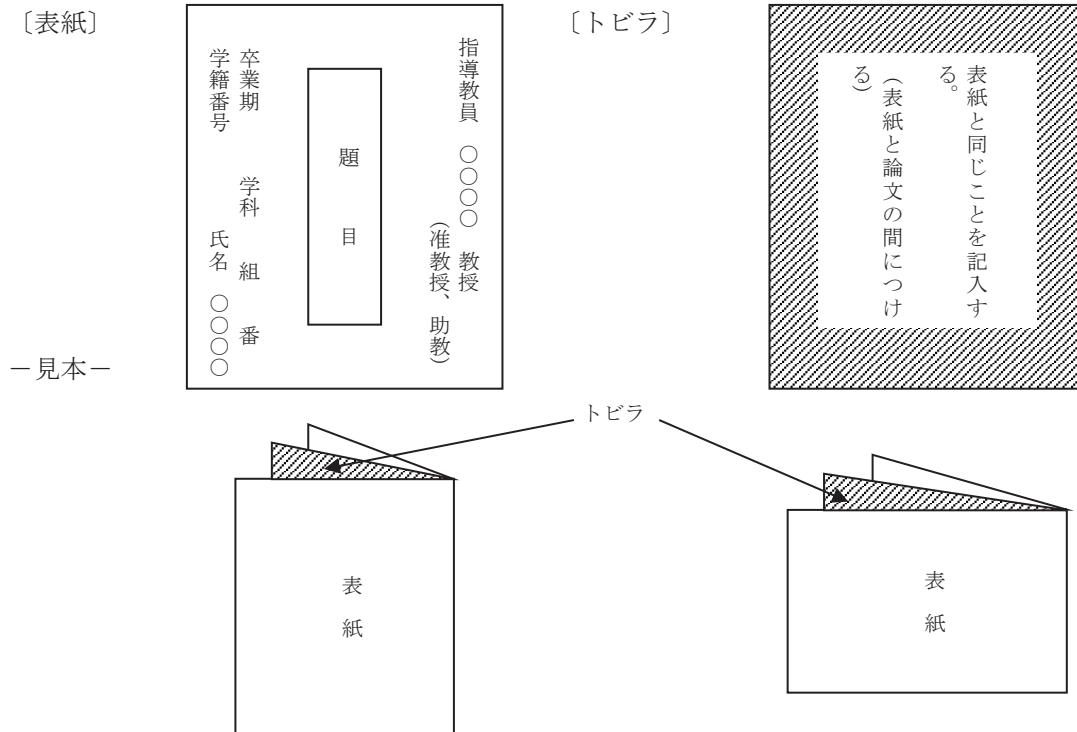 〔表紙〕
指導教員　○○○○　教授
（准教授、助教）
題　目
卒業期　学科　組　番
学籍番号　氏名　○○○○
〔トビラ〕
表紙と同じことを記入す
る。
（表紙と論文の間につけ
る）
－見本－
トビラ
表紙
表紙